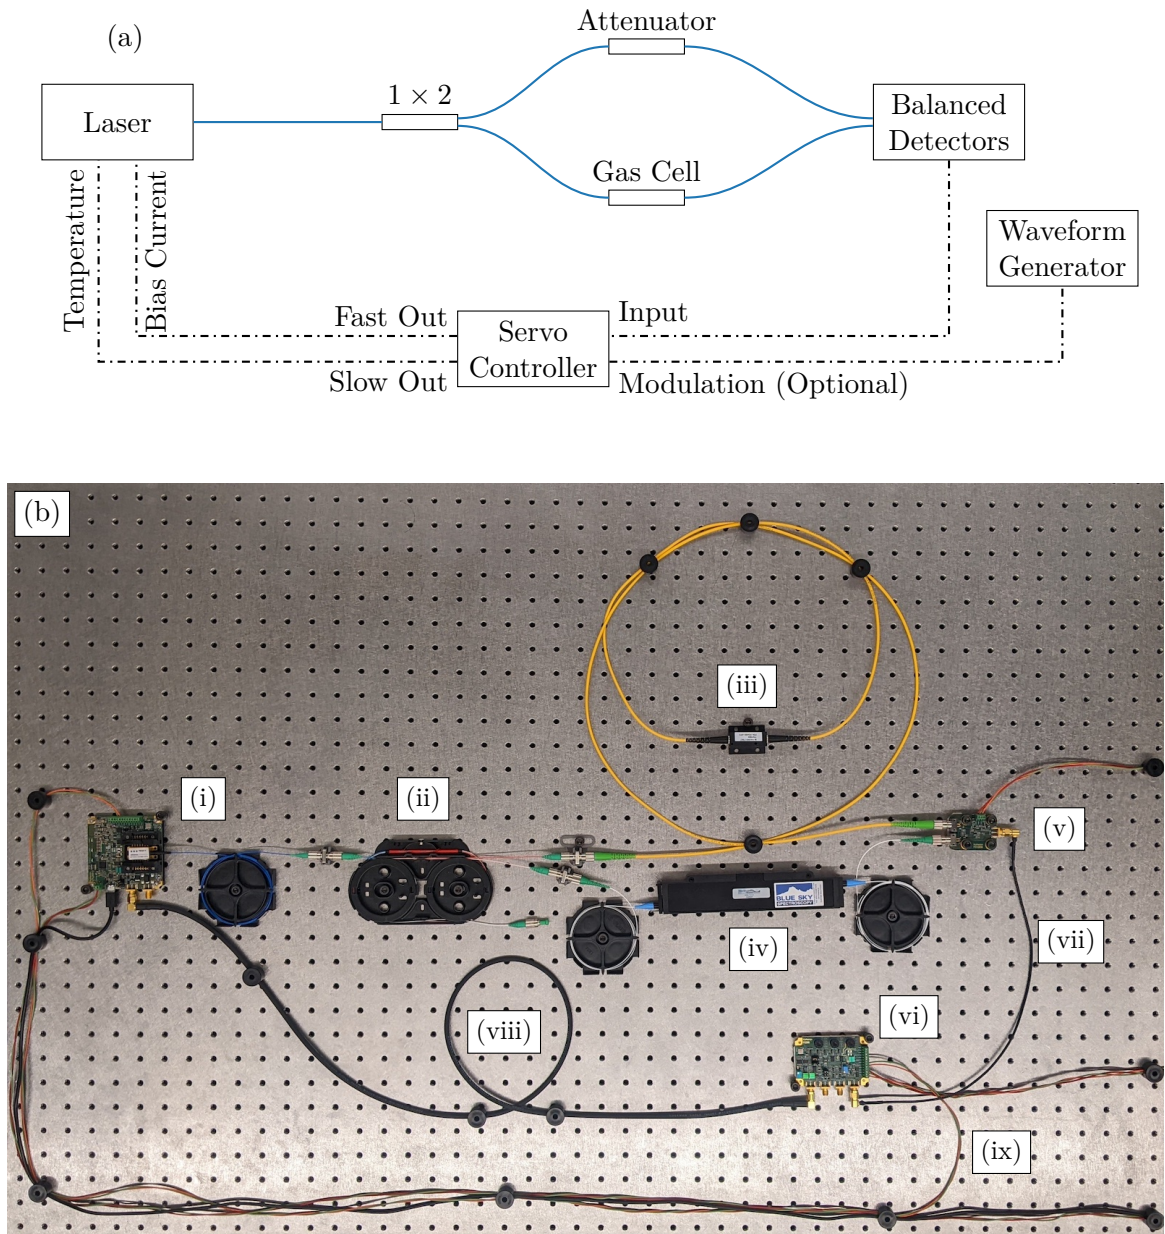 (a)
Attenuator
1 × 2
Laser
Balanced
Detectors
Gas Cell
Temperature
Bias Current
Waveform
Generator
Fast Out
Input
Servo
Controller
Slow Out
Modulation (Optional)
(b)
(iii)
(i)
(ii)
(v)
BLUE SKY
SPECTROSCOPY
(iv)
(vii)
(vi)
(viii)
(ix)